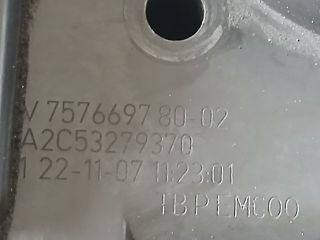 V 7576697 80-02
A2C53279370
1 22-11-07 11:23:01
IBPEMC00